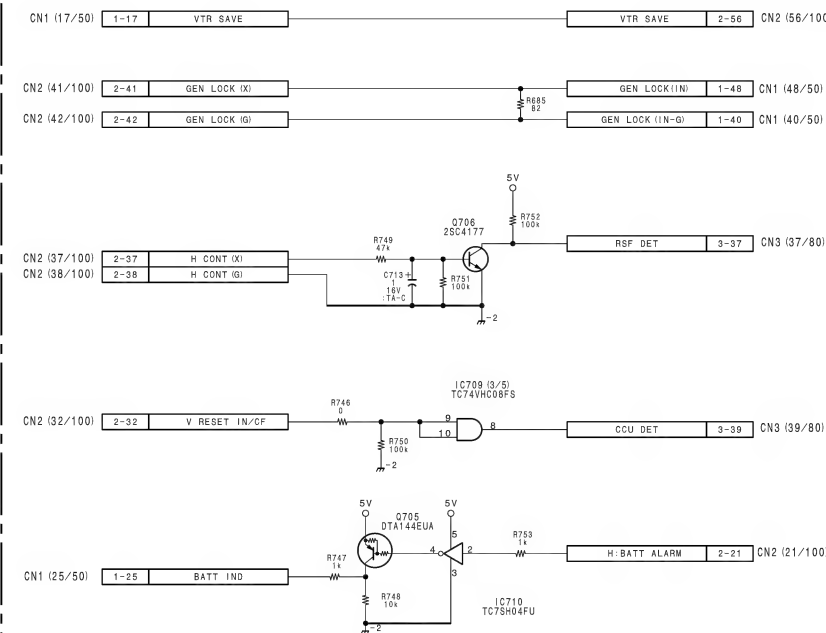 CN1 (17/50) 1-17 VTR SAVE VTR SAVE 2-56 CN2 (56/100
CN2 (41/100) 2-41 GEN LOCK (X) GEN LOCK(IN) 1-48 CN1 (48/50)
R685
82
CN2 (42/100) 2-42 GEN LOCK (G) GEN LOCK (IN-G) 1-40 CN1 (40/50)
5V
Q706
2SC4177
R752
100k
R749
47k
RSF DET 3-37 CN3 (37/80)
CN2 (37/100) 2-37 H CONT (X)
CN2 (38/100) 2-38 H CONT (G)
C713 +
1
16V
:TA-C
R751
100k
-2
IC709 (3/5)
TC74VHC08FS
R746
0
CN2 (32/100) 2-32 V RESET IN/CF
9
10
8
CCU DET 3-39 CN3 (39/80)
R750
100k
-2
5V
Q705
DTA144EUA
5V
5
R753
1k
4
2
H:BATT ALARM 2-21 CN2 (21/100
R747
1k
3
CN1 (25/50) 1-25 BATT IND
R748
10k
IC710
TC7SH04FU
-2